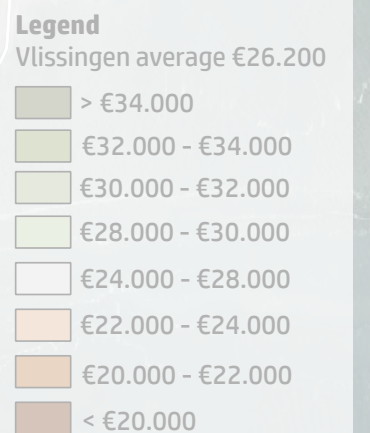 Legend
Vlissingen average €26.200
> €34.000
€32.000 - €34.000
€30.000 - €32.000
€28.000 - €30.000
€24.000 - €28.000
€22.000 - €24.000
€20.000 - €22.000
< €20.000